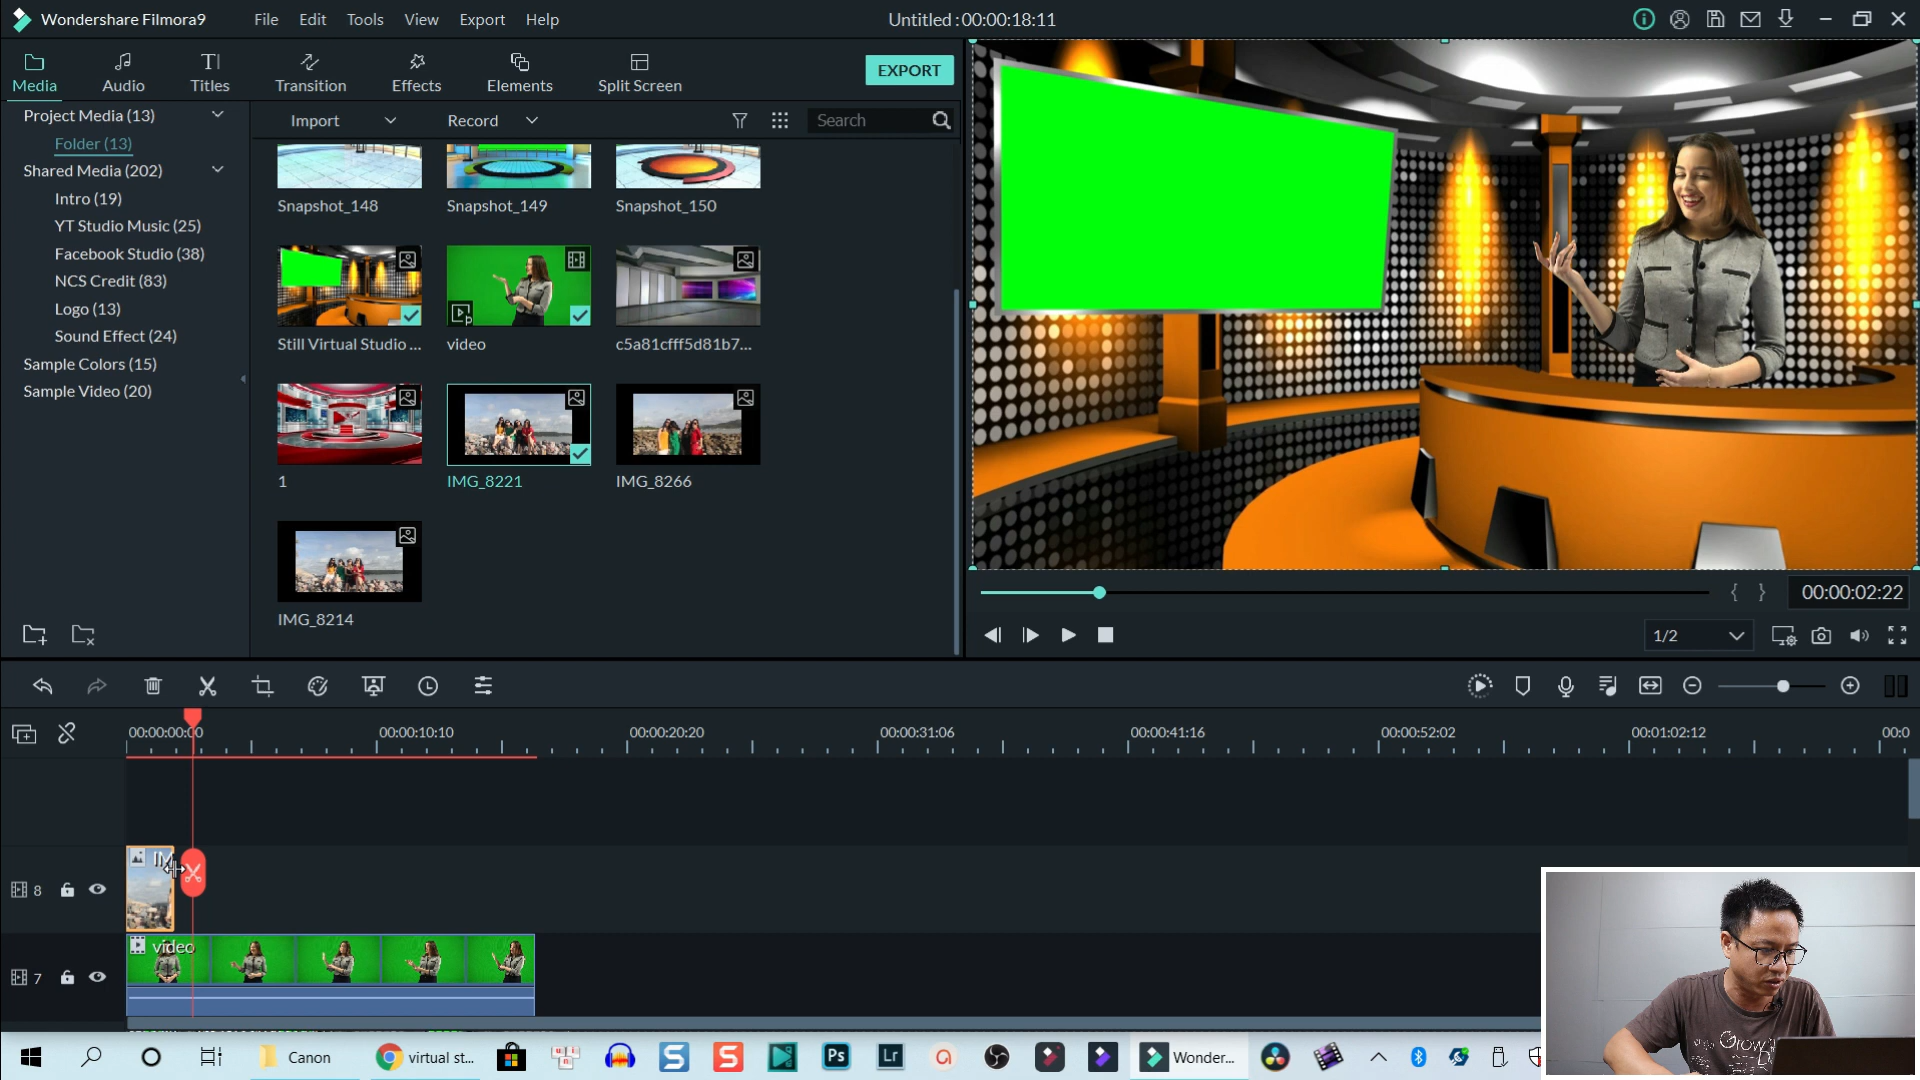 Wondershare Filmora9
File Edit Tools View Export Help
Untitled : 00:00:18:11
Media Audio Titles Transition Effects Elements Split Screen
EXPORT
Project Media (13)
Folder (13)
Shared Media (202)
Intro (19)
YT Studio Music (25)
Facebook Studio (38)
NCS Credit (83)
Logo (13)
Sound Effect (24)
Sample Colors (15)
Sample Video (20)
Import Record Search
Snapshot_148 Snapshot_149 Snapshot_150
Still Virtual Studio ... video c5a81cfff5d81b7...
1 IMG_8221 IMG_8266
IMG_8214
00:00:02:22
1/2
00:00:00:00 00:00:10:10 00:00:20:20 00:00:31:06 00:00:41:16 00:00:52:02 00:01:02:12 00:0
IM
8
video
7
Canon virtual st... Ps Lr Wonder...